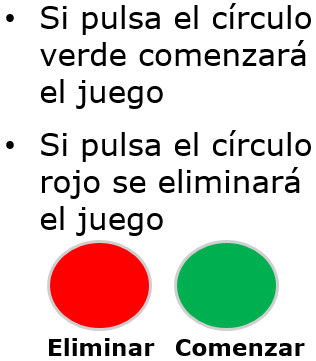 • Si pulsa el círculo
verde comenzará
el juego
• Si pulsa el círculo
rojo se eliminará
el juego
Eliminar Comenzar